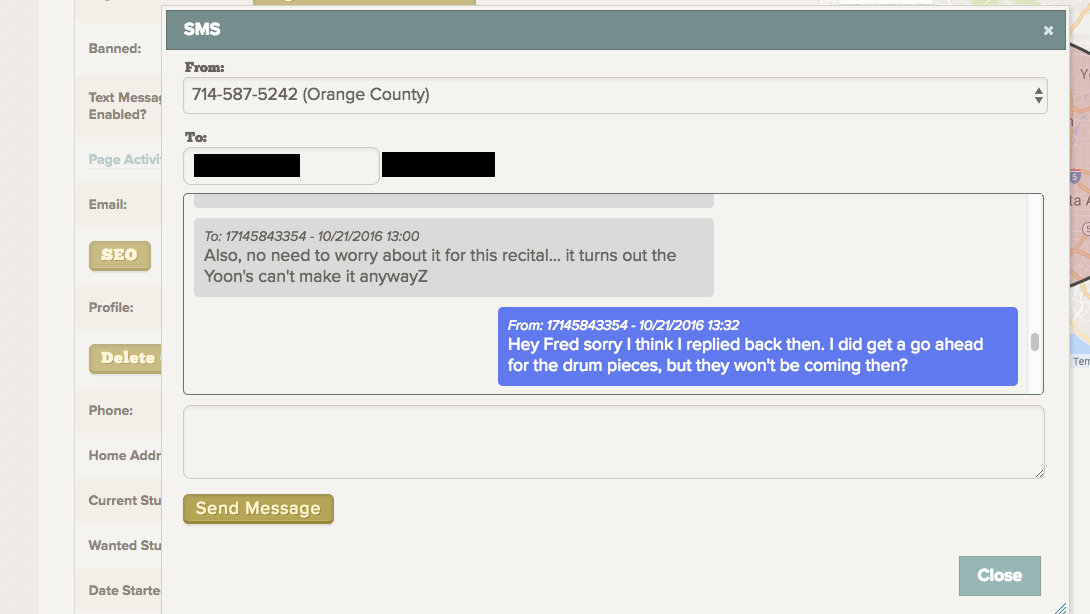 SMS
×
From:
714-587-5242 (Orange County)
To:
To: 17145843354 - 10/21/2016 13:00
Also, no need to worry about it for this recital... it turns out the
Yoon's can't make it anywayZ
From: 17145843354 - 10/21/2016 13:32
Hey Fred sorry I think I replied back then. I did get a go ahead
for the drum pieces, but they won't be coming then?
Send Message
Close
Banned:
Text Messag
Enabled?
Page Activi
Email:
SEO
Profile:
Delete
Phone:
Home Addr
Current Stu
Wanted Stu
Date Starte
5
ta A
Terr